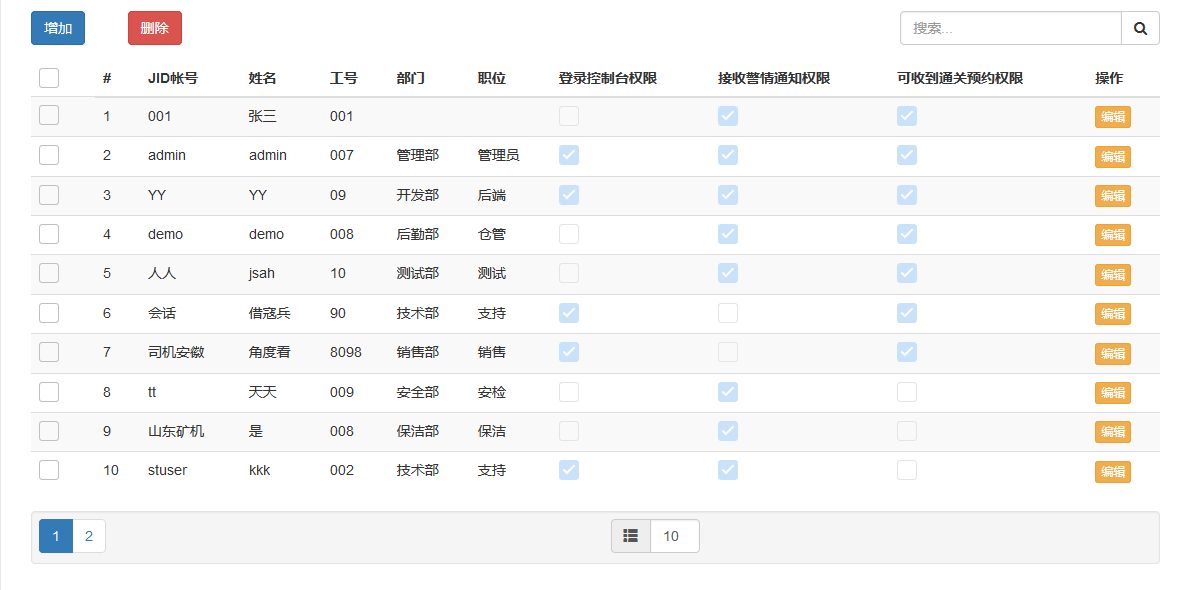 增加 删除 搜索...
# JID帐号 姓名 工号 部门 职位 登录控制台权限 接收警情通知权限 可收到通关预约权限 操作
1 001 张三 001 编辑
2 admin admin 007 管理部 管理员 编辑
3 YY YY 09 开发部 后端 编辑
4 demo demo 008 后勤部 仓管 编辑
5 人人 jsah 10 测试部 测试 编辑
6 会话 借寇兵 90 技术部 支持 编辑
7 司机安徽 角度看 8098 销售部 销售 编辑
8 tt 天天 009 安全部 安检 编辑
9 山东矿机 是 008 保洁部 保洁 编辑
10 stuser kkk 002 技术部 支持 编辑
1 2 10